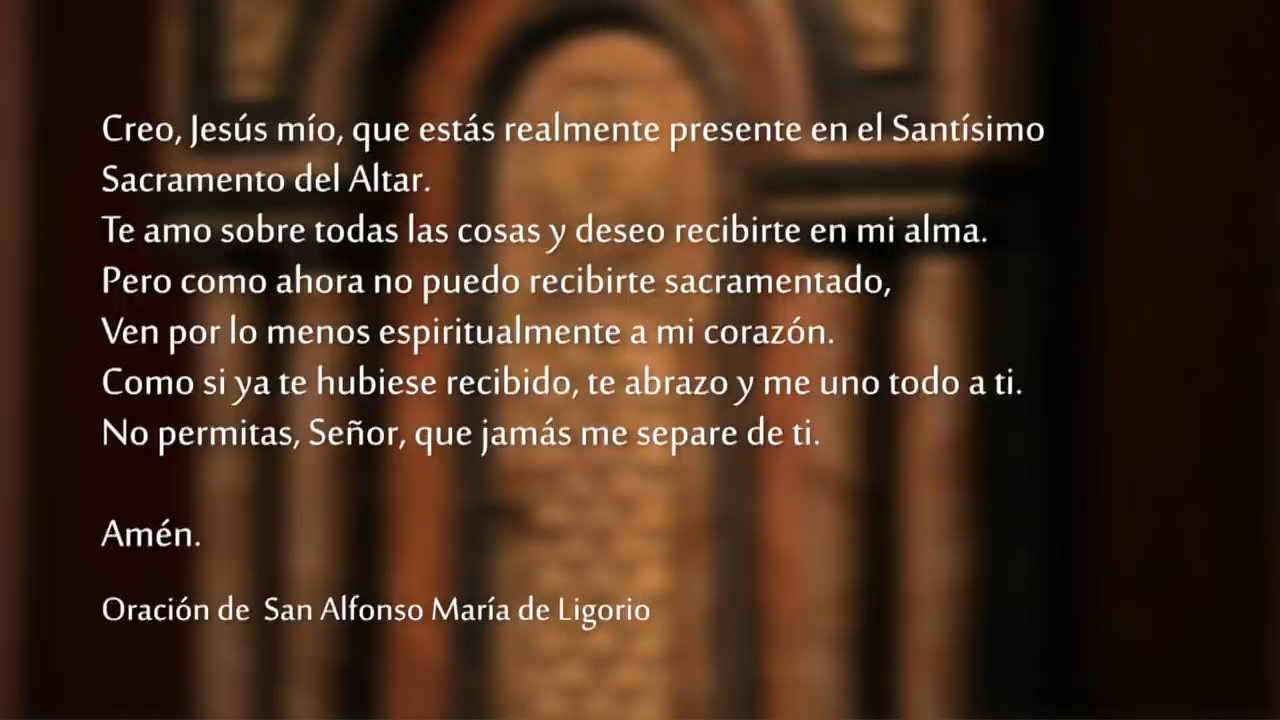 Creo, Jesús mío, que estás realmente presente en el Santísimo
Sacramento del Altar.
Te amo sobre todas las cosas y deseo recibirte en mi alma.
Pero como ahora no puedo recibirte sacramentado,
Ven por lo menos espiritualmente a mi corazón.
Como si ya te hubiese recibido, te abrazo y me uno todo a ti.
No permitas, Señor, que jamás me separe de ti.
Amén.
Oración de San Alfonso María de Ligorio